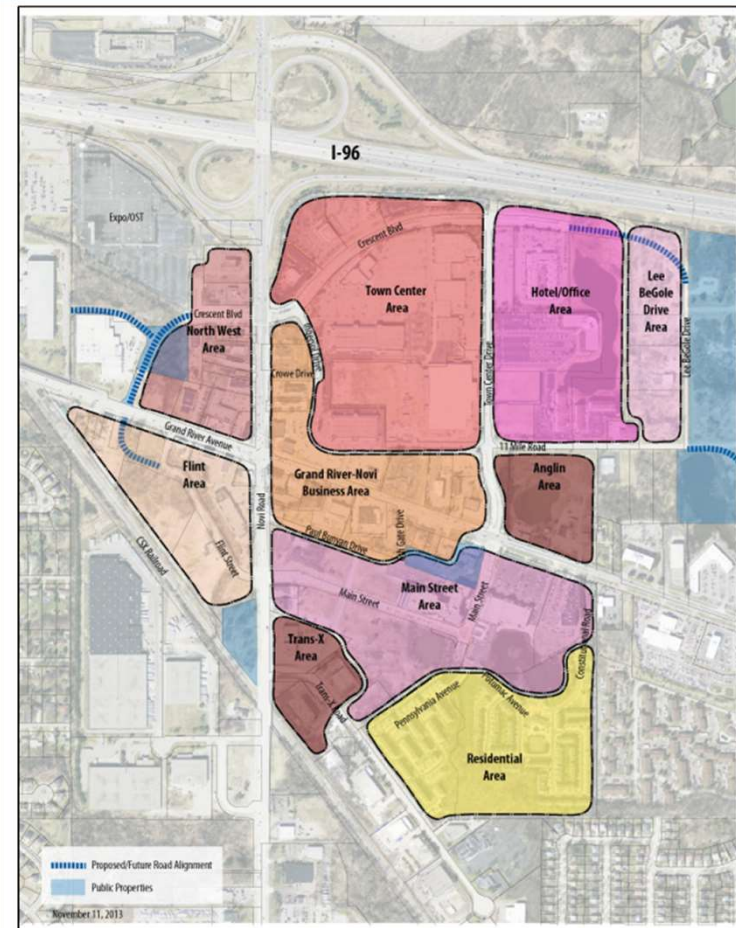 I-96
Expo/OST
Crescent Blvd
Town Center
Area
Hotel/Office
Area
Lee
BeGole
Drive
Area
Lee BeGole Drive
Crescent Blvd
North West
Area
Crowe Drive
Town Center Drive
Grand River Avenue
11 Mile Road
Flint
Area
Grand River-Novi
Business Area
Anglin
Area
Novi Road
CSX Railroad
Flint Street
Paul Bunyan Drive
Gate Drive
Main Street
Main Street
Area
Main Street
Constitutional Road
Trans-X
Area
Trans-X Road
Pennsylvania Avenue
Potomac Avenue
Residential
Area
Proposed/Future Road Alignment
Public Properties
November 11, 2013